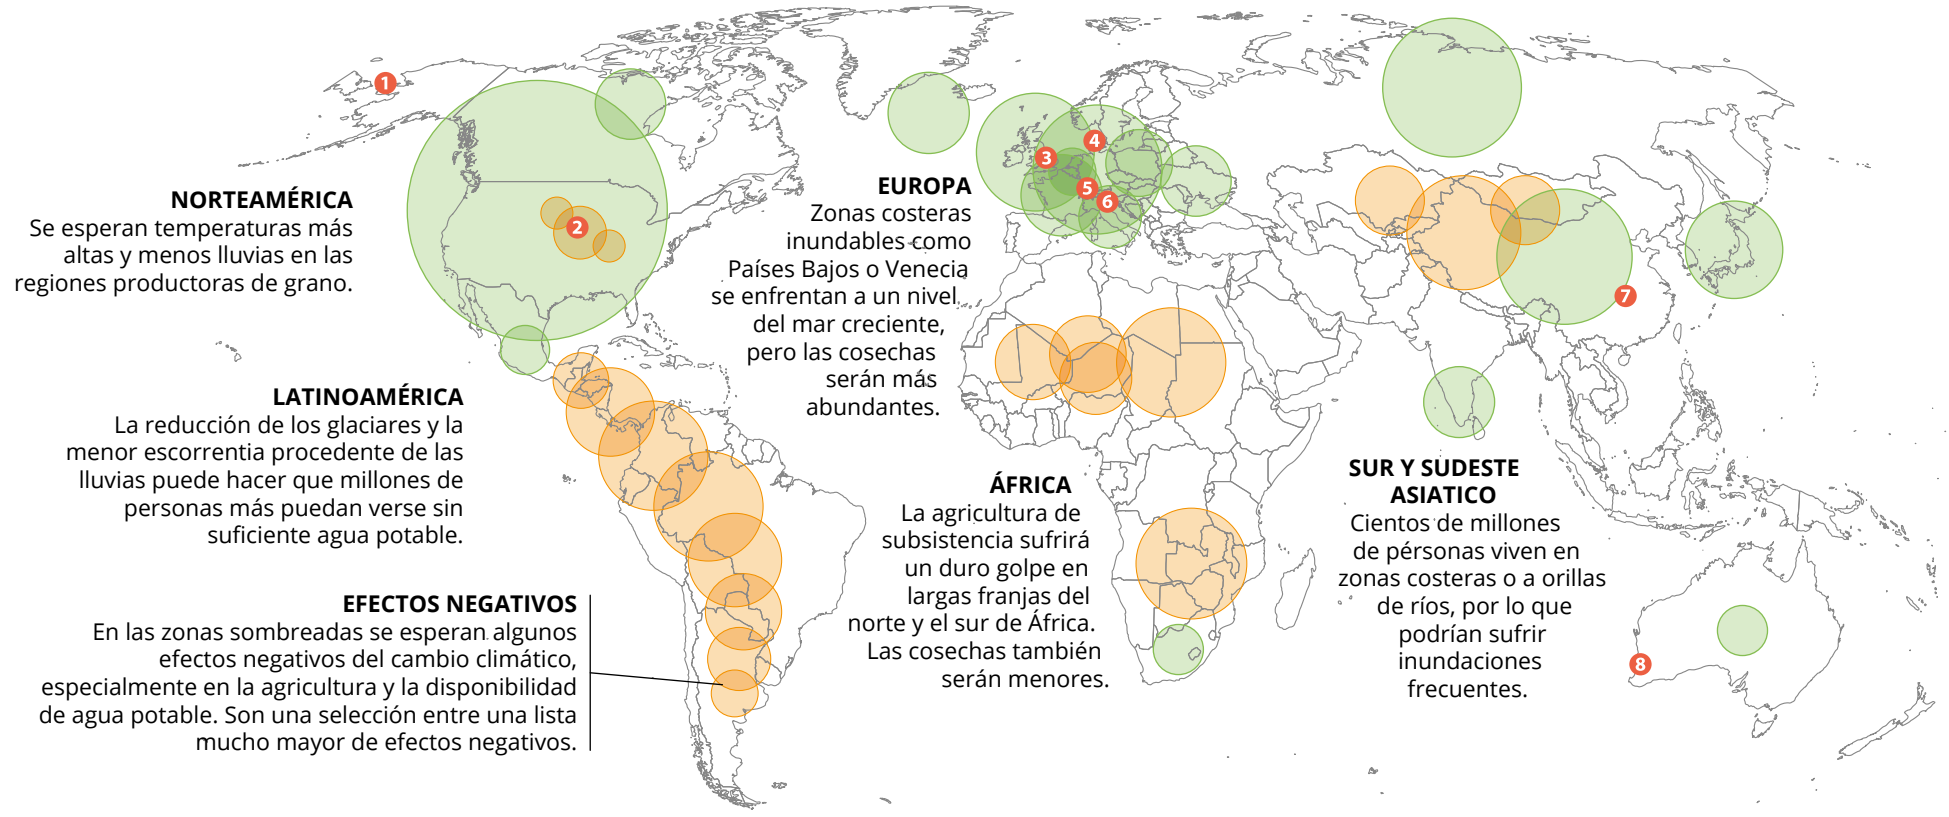 NORTEAMÉRICA
Se esperan temperaturas más
altas y menos lluvias en las
regiones productoras de grano.
LATINOAMÉRICA
La reducción de los glaciares y la
menor escorrentia procedente de las
lluvias puede hacer que millones de
personas más puedan verse sin
suficiente agua potable.
EFECTOS NEGATIVOS
En las zonas sombreadas se esperan algunos
efectos negativos del cambio climático,
especialmente en la agricultura y la disponibilidad
de agua potable. Son una selección entre una lista
mucho mayor de efectos negativos.
EUROPA
Zonas costeras
inundables como
Países Bajos o Venecia
se enfrentan a un nivel
del mar creciente,
pero las cosechas
serán más
abundantes.
ÁFRICA
La agricultura de
subsistencia sufrirá
un duro golpe en
largas franjas del
norte y el sur de África.
Las cosechas también
serán menores.
SUR Y SUDESTE
ASIATICO
Cientos de millones
de pérsonas viven en
zonas costeras o a orillas
de ríos, por lo que
podrían sufrir
inundaciones
frecuentes.
1
2
3
4
5
6
7
8